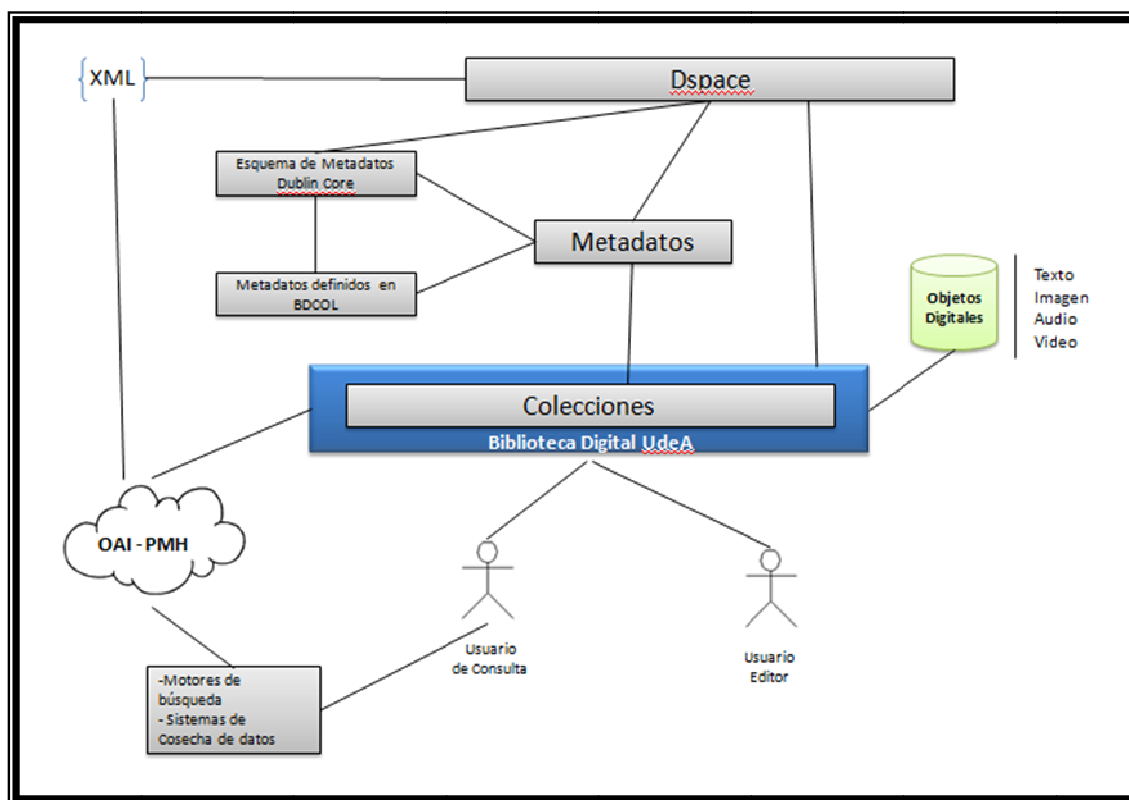 {XML}
Dspace
Esquema de Metadatos
Dublin Core
Metadatos
Metadatos definidos en
BDCOL
Objetos
Digitales
Texto
Imagen
Audio
Video
Colecciones
Biblioteca Digital UdeA
OAI - PMH
Usuario
de Consulta
Usuario
Editor
-Motores de
búsqueda
- Sistemas de
Cosecha de datos